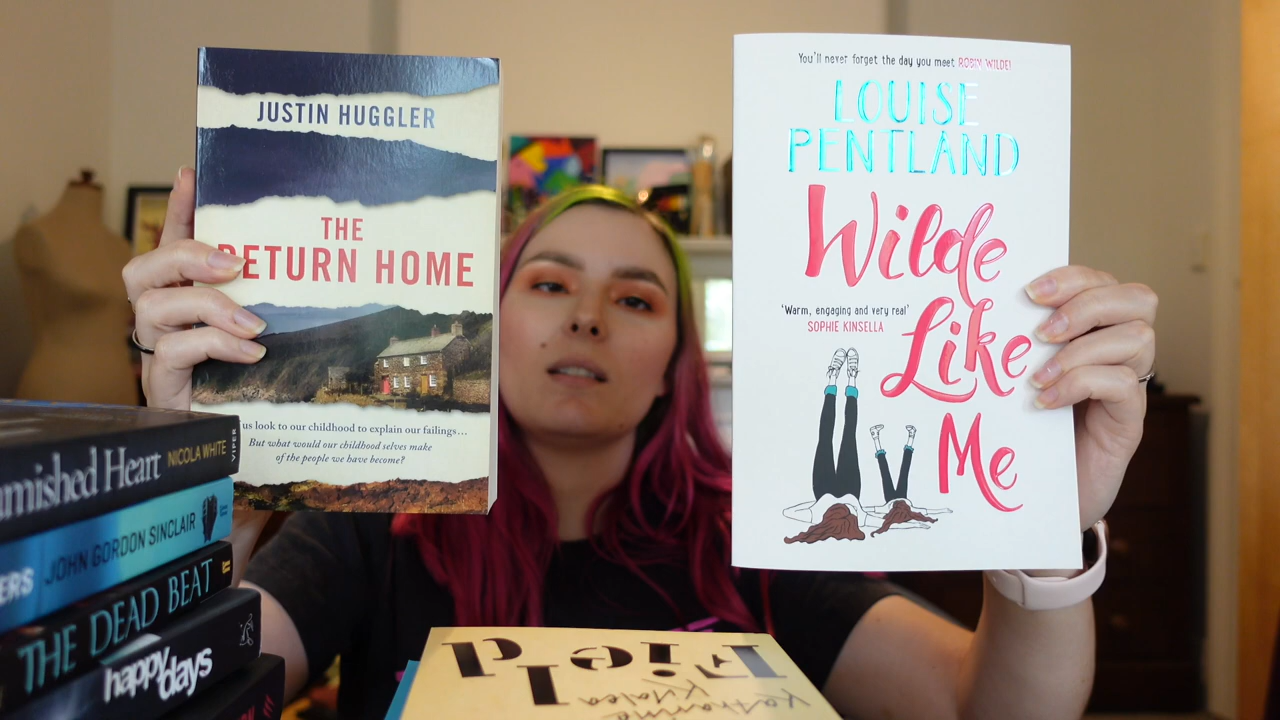 JUSTIN HUGGLER
THE
RETURN HOME
us look to our childhood to explain our failings...
But what would our childhood selves make
of the people we have become?
You'll never forget the day you meet ROBIN WILDE!
LOUISE
PENTLAND
Wilde
Like
Me
'Warm, engaging and very real'
SOPHIE KINSELLA
Heart NICOLA WHITE VIPER
JOHN GORDON SINCLAIR
THE DEAD BEAT
happy days
Field